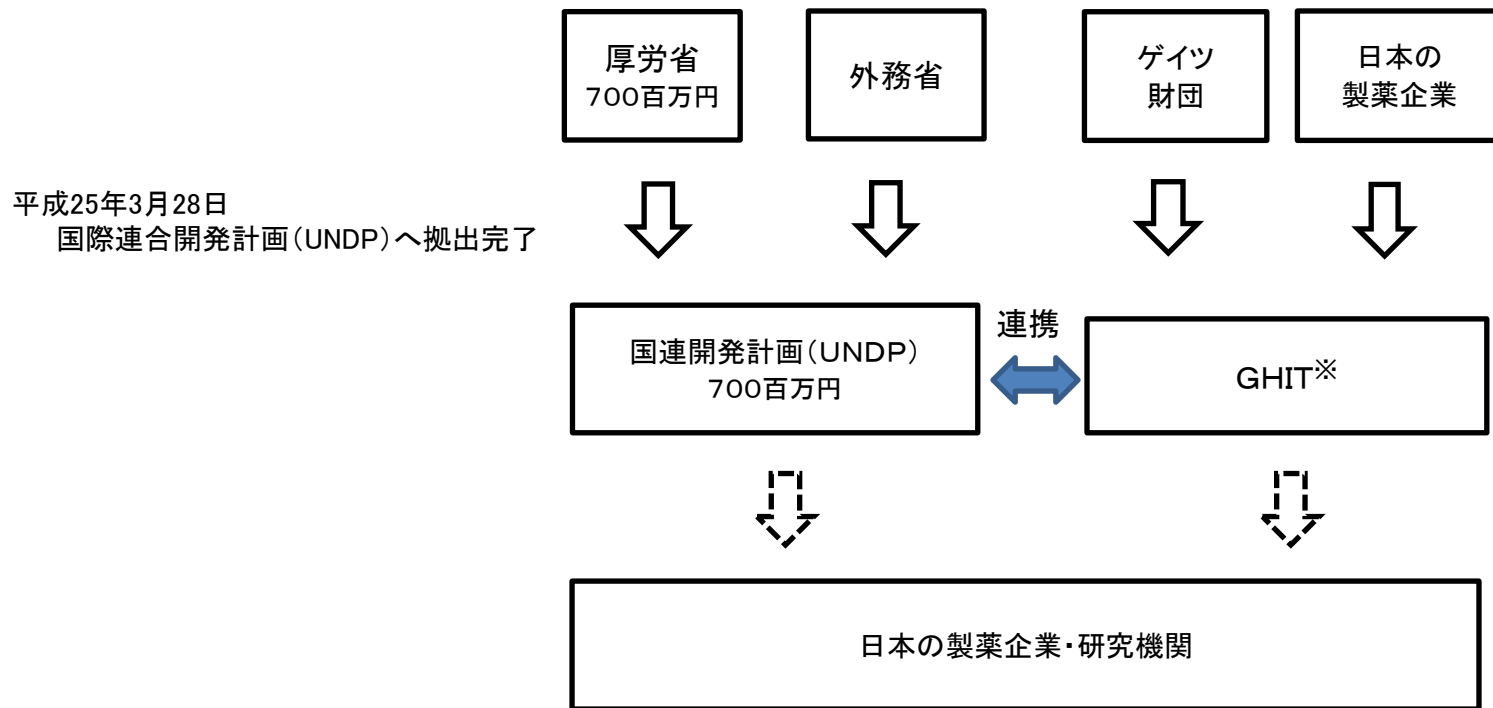 厚労省
700百万円
外務省
ゲイツ
財団
日本の
製薬企業
平成25年3月28日
国際連合開発計画(UNDP)へ拠出完了
国連開発計画(UNDP)
700百万円
連携
GHIT※
日本の製薬企業・研究機関